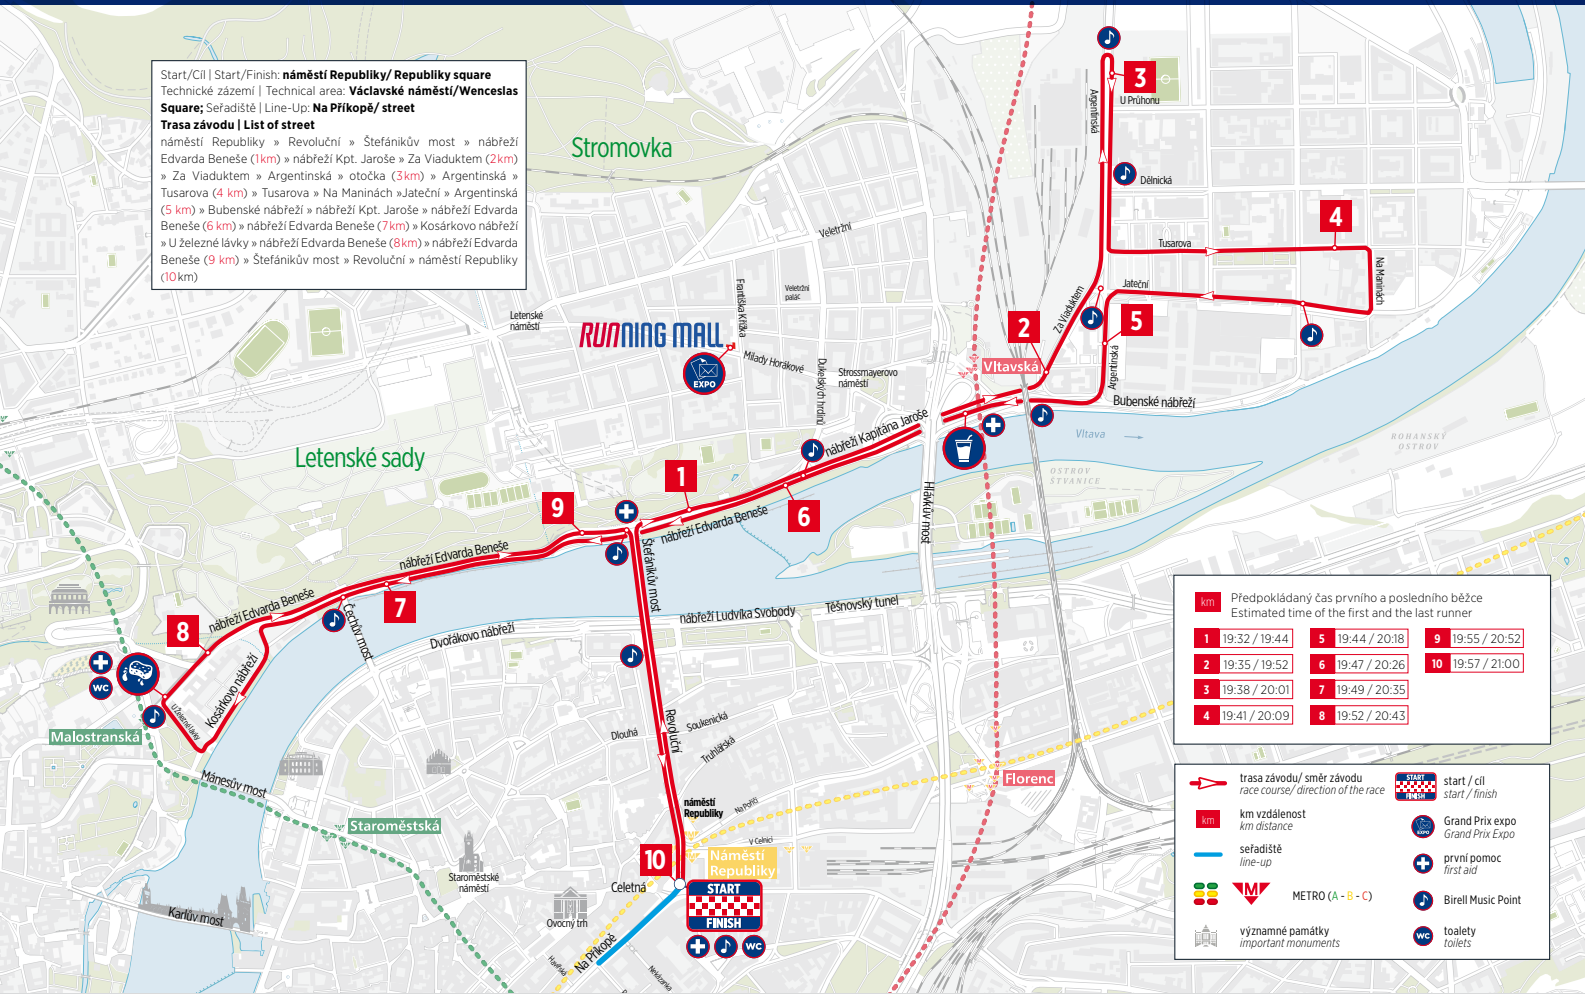 Start/Cíl | Start/Finish: náměstí Republiky/ Republiky square
Technické zázemí | Technical area: Václavské náměstí/Wenceslas
Square; Seřadiště | Line-Up: Na Příkopě/ street
Trasa závodu | List of street
náměstí Republiky » Revoluční » Štefánikův most » nábřeží
Edvarda Beneše (1km) » nábřeží Kpt. Jaroše » Za Viaduktem (2km)
» Za Viaduktem » Argentinská » otočka (3km) » Argentinská »
Tusarova (4 km) » Tusarova » Na Maninách »Jateční » Argentinská
(5 km) » Bubenské nábřeží » nábřeží Kpt. Jaroše » nábřeží Edvarda
Beneše (6 km) » nábřeží Edvarda Beneše (7km) » Kosárkovo nábřeží
» U železné lávky » nábřeží Edvarda Beneše (8km) » nábřeží Edvarda
Beneše (9 km) » Štefánikův most » Revoluční » náměstí Republiky
(10km)
3
U Průhonu
Argentinská
Stromovka
Dělnická
4
Veletržní
Tusarova
Na Maninách
Veletržní
palác
Františka Křížka
Jateční
Za Viaduktem
Letenské
náměstí
RUNNING MALL
2
5
EXPO
Milady Horákové
Dukelských hrdinů
Strossmayerovo
náměstí
Vltavská
Argentinská
Bubenské nábřeží
nábřeží Kapitána Jaroše
Vltava
ROHANSKÝ
OSTROV
Letenské sady
OSTROV
ŠTVANICE
1
9
6
Hlávkův most
nábřeží Edvarda Beneše
nábřeží Edvarda Beneše
Štefánikův most
7
nábřeží Edvarda Beneše
8
Čechův most
Dvořákovo nábřeží
nábřeží Ludvíka Svobody
Těšnovský tunel
WC
Kosárkovo nábřeží
U Železné lávky
Malostranská
Revoluční
Dlouhá
Soukenická
Truhlářská
Mánesův most
Florenc
náměstí
Republiky
Na Poříčí
Staroměstská
V Celnici
10
Náměstí
Republiky
Staroměstské
náměstí
Celetná
START
FINISH
Karlův most
Ovocný trh
Na Příkopě
Havířská
Nekázanka
WC
km
Předpokládaný čas prvního a posledního běžce
Estimated time of the first and the last runner
1 19:32 / 19:44
5 19:44 / 20:18
9 19:55 / 20:52
2 19:35 / 19:52
6 19:47 / 20:26
10 19:57 / 21:00
3 19:38 / 20:01
7 19:49 / 20:35
4 19:41 / 20:09
8 19:52 / 20:43
trasa závodu/ směr závodu
race course/ direction of the race
START
FINISH
start / cíl
start / finish
km
km vzdálenost
km distance
EXPO
Grand Prix expo
Grand Prix Expo
seřadiště
line-up
první pomoc
first aid
M
METRO (A - B - C)
Birell Music Point
významné památky
important monuments
WC
toalety
toilets